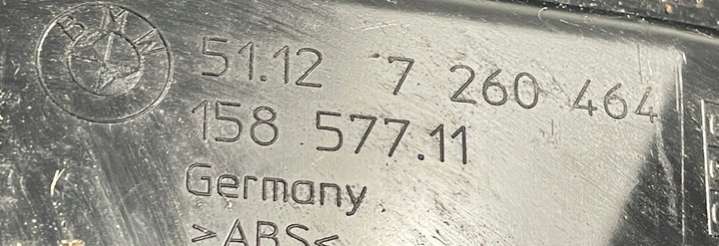 BMW
51.12 7 260 464
158 577.11
Germany
>ABS<